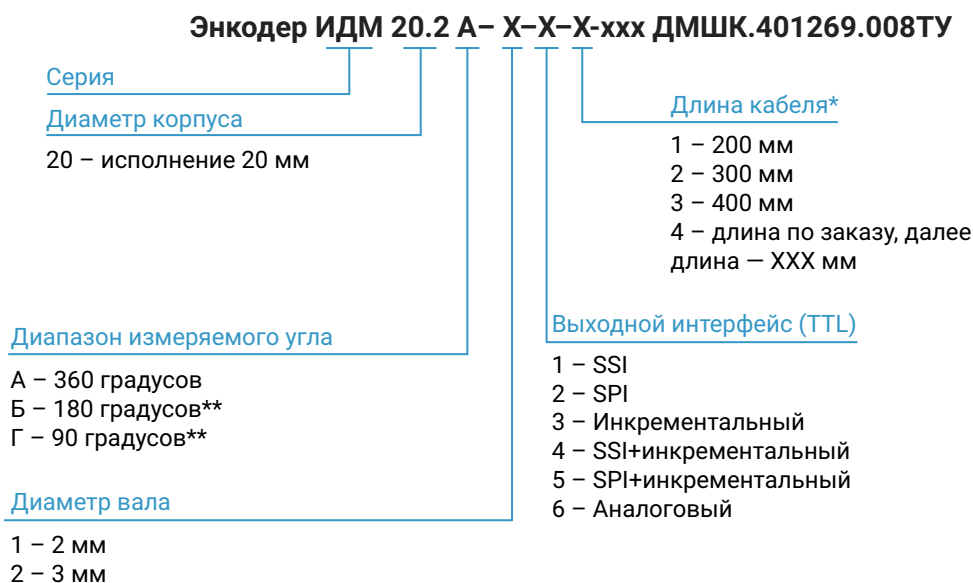 Энкодер ИДМ 20.2 А– Х–Х–Х-ххх ДМШК.401269.008ТУ
Серия
Диаметр корпуса
20 – исполнение 20 мм
Длина кабеля*
1 – 200 мм
2 – 300 мм
3 – 400 мм
4 – длина по заказу, далее
длина — ХХХ мм
Диапазон измеряемого угла
А – 360 градусов
Б – 180 градусов**
Г – 90 градусов**
Выходной интерфейс (TTL)
1 – SSI
2 – SPI
3 – Инкрементальный
4 – SSI+инкрементальный
5 – SPI+инкрементальный
6 – Аналоговый
Диаметр вала
1 – 2 мм
2 – 3 мм